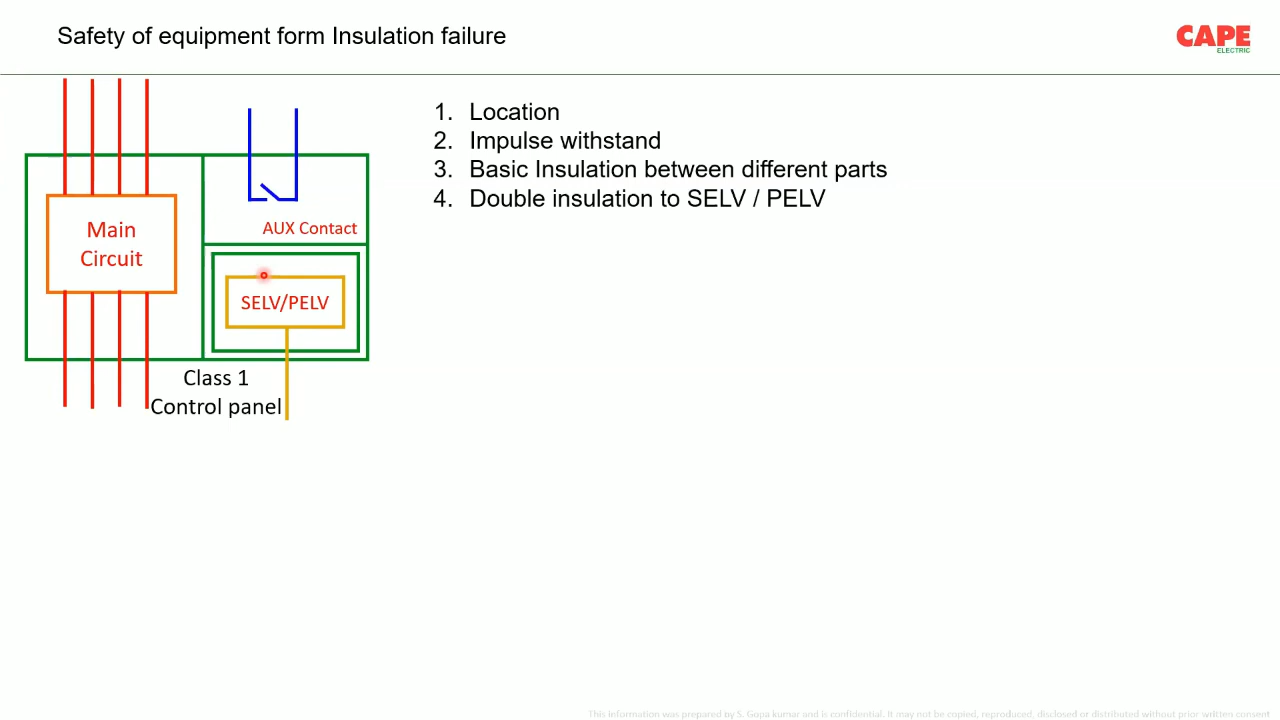 Safety of equipment form Insulation failure
CAPE
ELECTRIC
1. Location
2. Impulse withstand
3. Basic Insulation between different parts
4. Double insulation to SELV / PELV
Main
Circuit
AUX Contact
SELV/PELV
Class 1
Control panel
This information was prepared by S. Gopa kumar and is confidential. It may not be copied, reproduced, disclosed or distributed without prior written consent